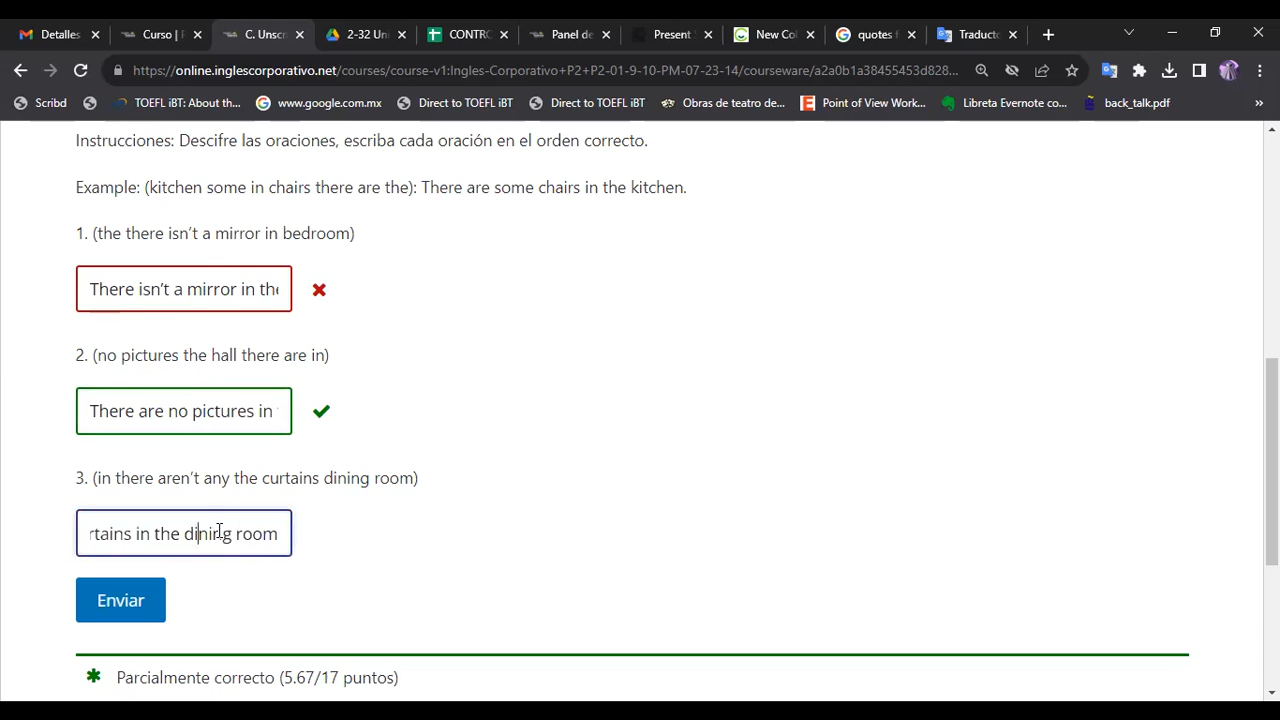 Detalles
Curso | P
C. Unscr
2-32 Un
CONTRO
Panel de
Present
New Col
quotes f
Traducto
https://online.inglescorporativo.net/courses/course-v1:Ingles-Corporativo+P2+P2-01-9-10-PM-07-23-14/courseware/a2a0b1a38455453d828...
Scribd
TOEFL iBT: About th...
www.google.com.mx
Direct to TOEFL iBT
Direct to TOEFL iBT
Obras de teatro de...
Point of View Work...
Libreta Evernote co...
back_talk.pdf
»
Instrucciones: Descifre las oraciones, escriba cada oración en el orden correcto.
Example: (kitchen some in chairs there are the): There are some chairs in the kitchen.
1. (the there isn’t a mirror in bedroom)
There isn’t a mirror in the
2. (no pictures the hall there are in)
There are no pictures in
3. (in there aren’t any the curtains dining room)
rtains in the dining room
Enviar
Parcialmente correcto (5.67/17 puntos)